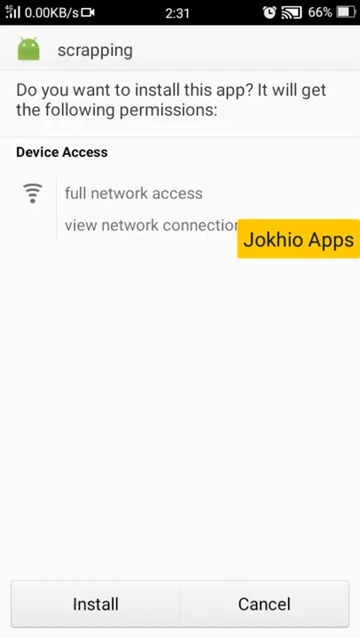 4G 0.00KB/s 2:31 66%
scrapping
Do you want to install this app? It will get
the following permissions:
Device Access
full network access
view network connection
Jokhio Apps
Install Cancel